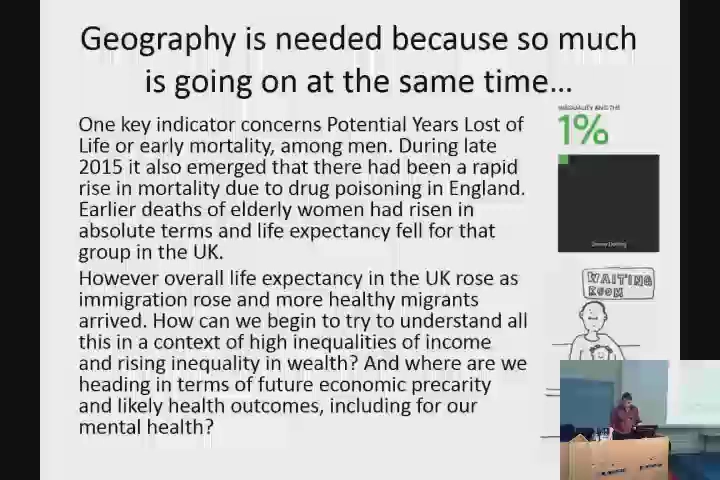 Geography is needed because so much
is going on at the same time...
One key indicator concerns Potential Years Lost of
Life or early mortality, among men. During late
2015 it also emerged that there had been a rapid
rise in mortality due to drug poisoning in England.
Earlier deaths of elderly women had risen in
absolute terms and life expectancy fell for that
group in the UK.
However overall life expectancy in the UK rose as
immigration rose and more healthy migrants
arrived. How can we begin to try to understand all
this in a context of high inequalities of income
and rising inequality in wealth? And where are we
heading in terms of future economic precarity
and likely health outcomes, including for our
mental health?
INEQUALITY AND THE
1%
Danny Dorling
WAITING
ROOM